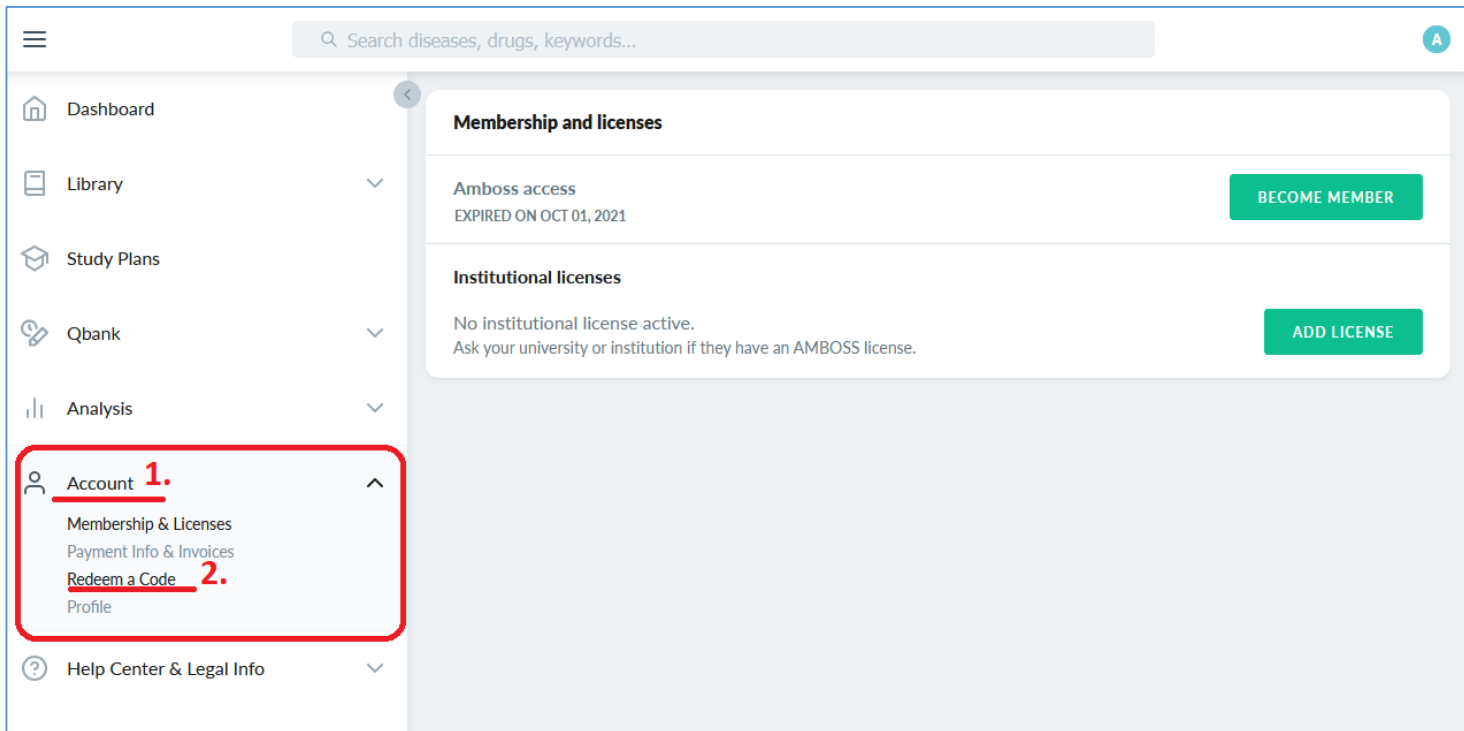 Search diseases, drugs, keywords...
A
Dashboard
Library
Study Plans
Qbank
Analysis
Account 1.
Membership & Licenses
Payment Info & Invoices
Redeem a Code 2.
Profile
Help Center & Legal Info
Membership and licenses
Amboss access
EXPIRED ON OCT 01, 2021
BECOME MEMBER
Institutional licenses
No institutional license active.
Ask your university or institution if they have an AMBOSS license.
ADD LICENSE